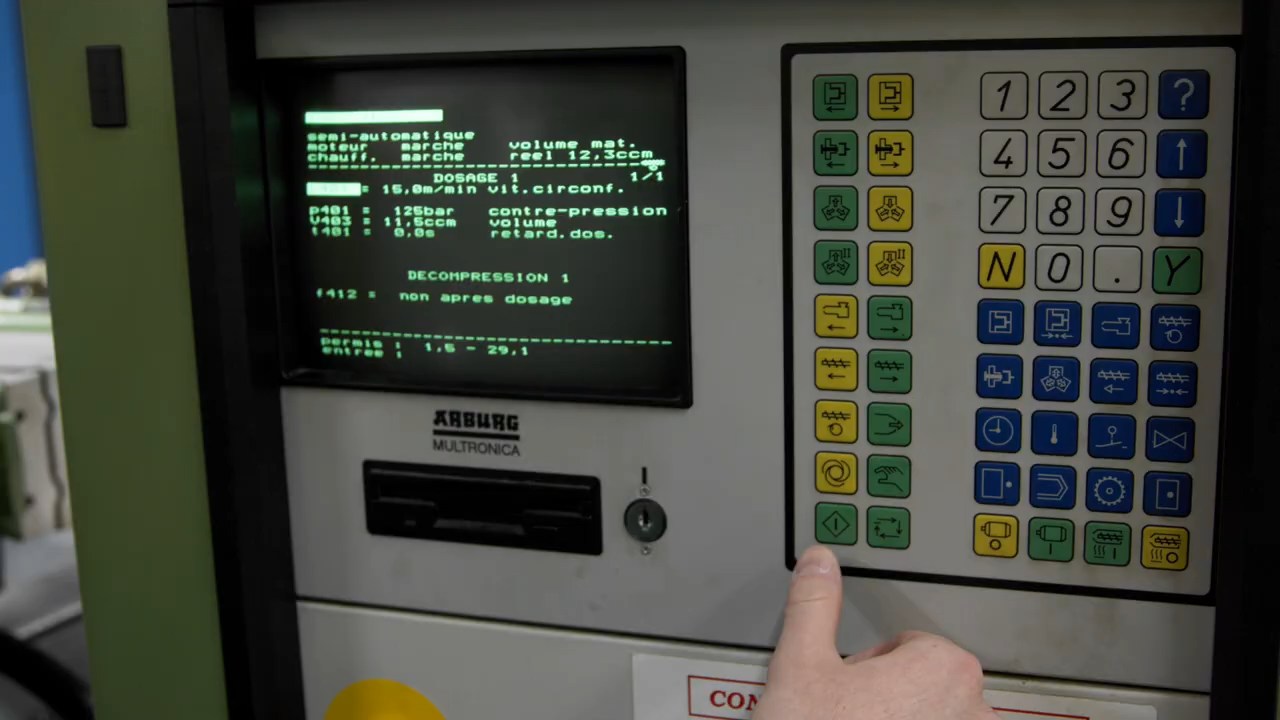 semi-automatique
moteur marche volume mat.
chauff. marche reel 12,3ccm
DOSAGE 1 1/1
= 15,0m/min vit.circonf.
p401 = 125bar contre-pression
V403 = 11,5ccm volume
t401 = 0,0s retard.dos.
DECOMPRESSION 1
f412 = non apres dosage
permis : 1,5 - 29,1
entree :
ARBURG
MULTRONICA
1 2 3 ?
4 5 6
7 8 9
N 0 . Y
II II
CON